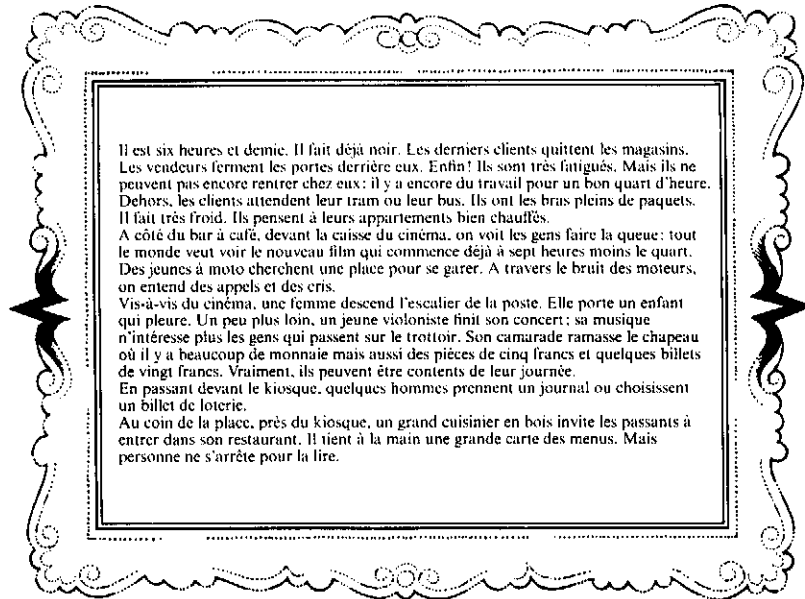 Il est six heures et demie. Il fait déjà noir. Les derniers clients quittent les magasins.
Les vendeurs ferment les portes derrière eux. Enfin! Ils sont très fatigués. Mais ils ne
peuvent pas encore rentrer chez eux: il y a encore du travail pour un bon quart d'heure.
Dehors, les clients attendent leur tram ou leur bus. Ils ont les bras pleins de paquets.
Il fait très froid. Ils pensent à leurs appartements bien chauffés.
A côté du bar à café, devant la caisse du cinéma, on voit les gens faire la queue: tout
le monde veut voir le nouveau film qui commence déjà à sept heures moins le quart.
Des jeunes à moto cherchent une place pour se garer. A travers le bruit des moteurs,
on entend des appels et des cris.
Vis-à-vis du cinéma, une femme descend l'escalier de la poste. Elle porte un enfant
qui pleure. Un peu plus loin, un jeune violoniste finit son concert; sa musique
n'intéresse plus les gens qui passent sur le trottoir. Son camarade ramasse le chapeau
où il y a beaucoup de monnaie mais aussi des pièces de cinq francs et quelques billets
de vingt francs. Vraiment, ils peuvent être contents de leur journée.
En passant devant le kiosque, quelques hommes prennent un journal ou choisissent
un billet de loterie.
Au coin de la place, près du kiosque, un grand cuisinier en bois invite les passants à
entrer dans son restaurant. Il tient à la main une grande carte des menus. Mais
personne ne s'arrête pour la lire.